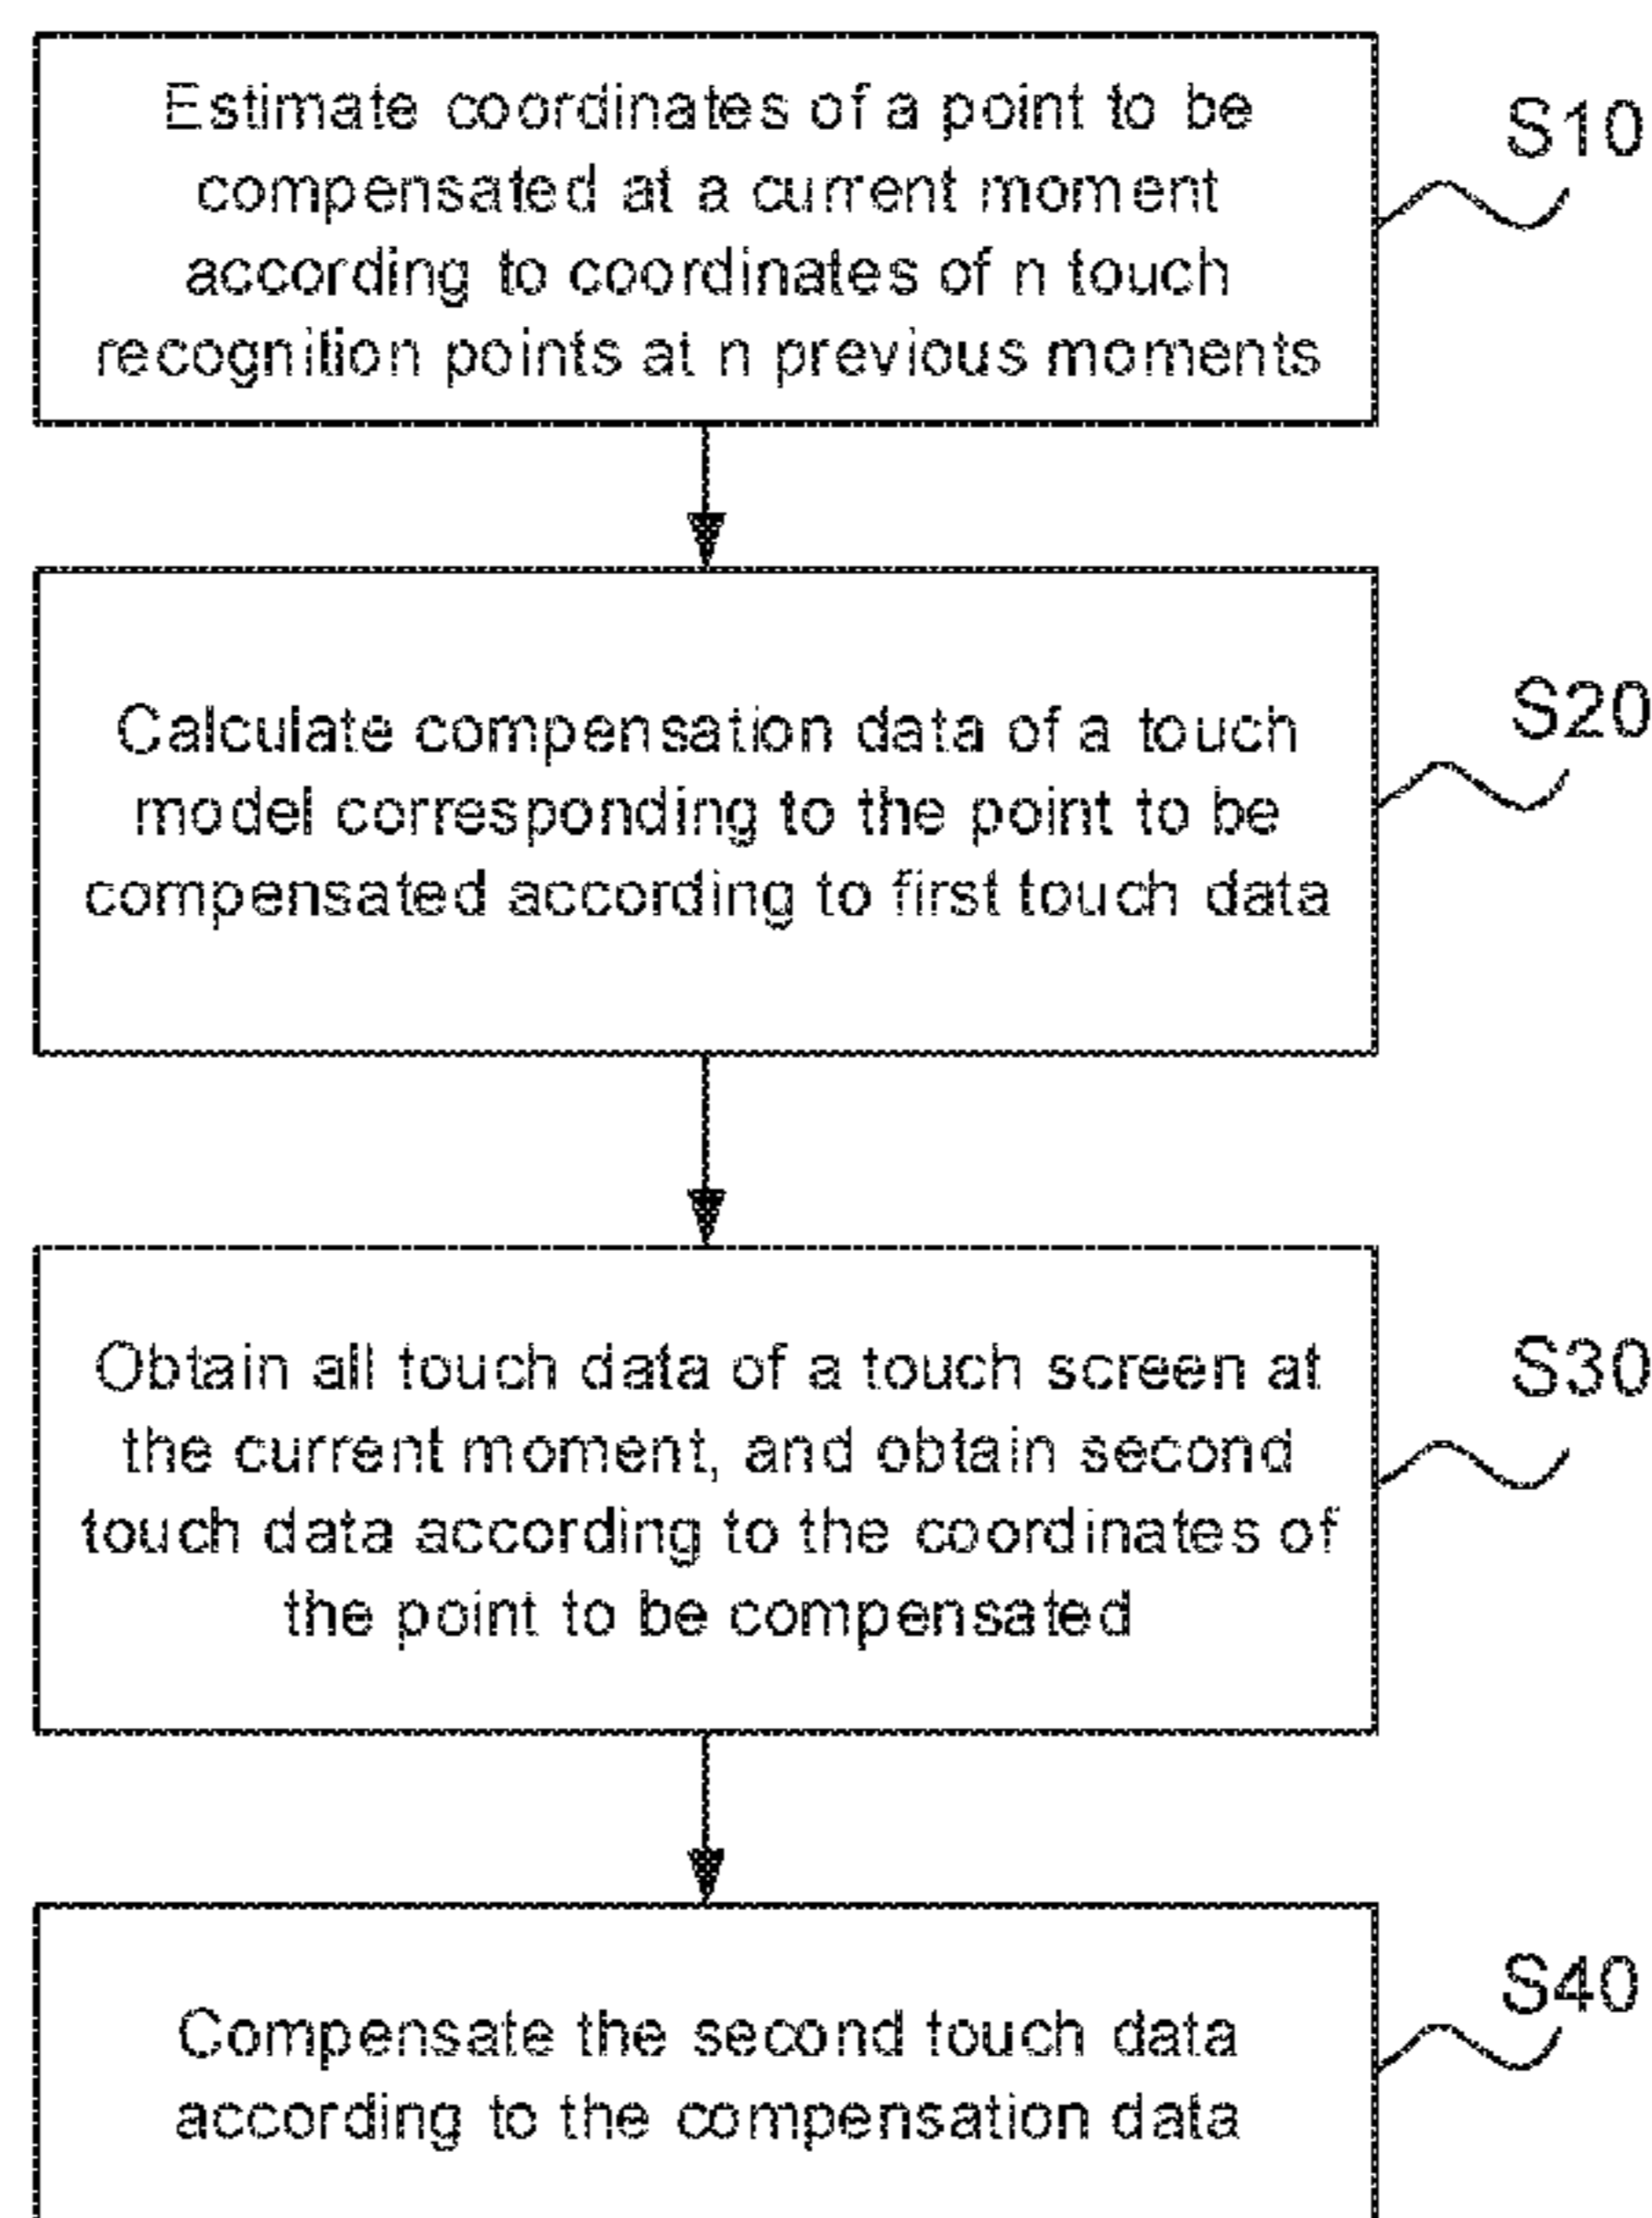 Estimate coordinates of a point to be
compensated at a current moment
according to coordinates of n touch
recognition points at n previous moments
S10
Calculate compensation data of a touch
model corresponding to the point to be
compensated according to first touch data
S20
Obtain all touch data of a touch screen at
the current moment, and obtain second
touch data according to the coordinates of
the point to be compensated
S30
Compensate the second touch data
according to the compensation data
S40